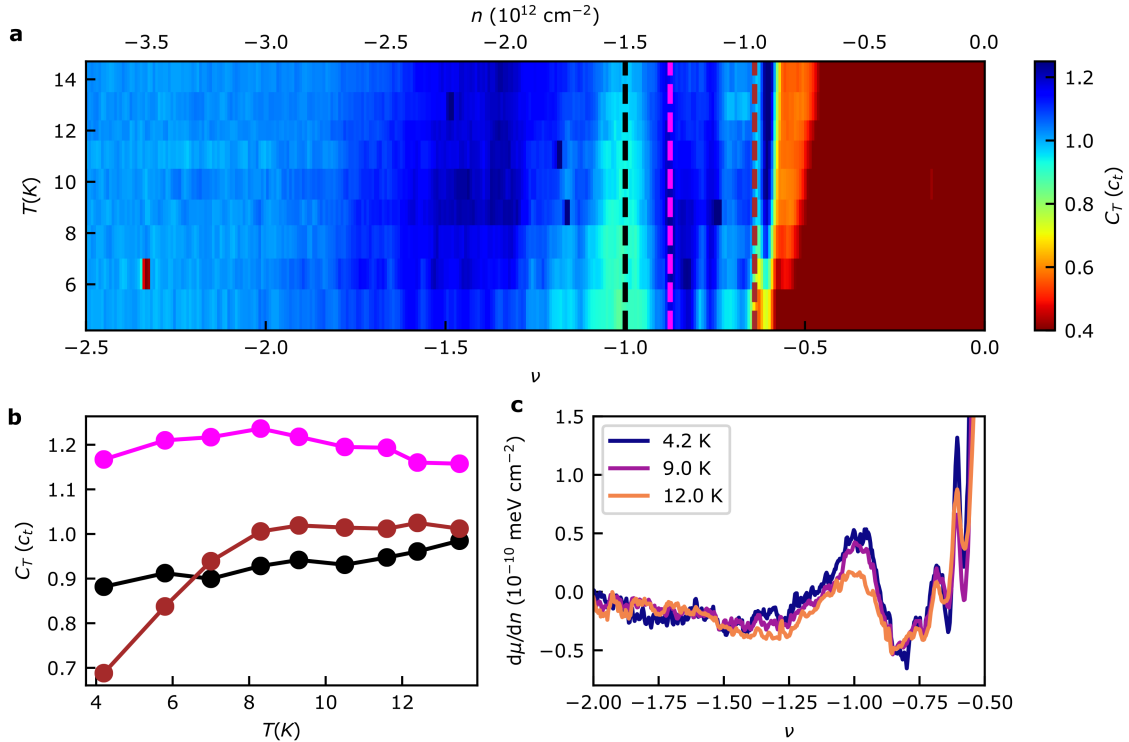 a
n (10¹² cm⁻²)
−3.5 −3.0 −2.5 −2.0 −1.5 −1.0 −0.5 0.0
14
12
10
8
6
T(K)
−2.5 −2.0 −1.5 −1.0 −0.5 0.0
ν
1.2
1.0
0.8
0.6
0.4
C_T (c_t)
b
1.2
1.1
1.0
0.9
0.8
0.7
C_T (c_t)
4 6 8 10 12
T(K)
c
1.5
1.0
0.5
0.0
−0.5
dμ/dn (10⁻¹⁰ meV cm⁻²)
4.2 K
9.0 K
12.0 K
−2.00 −1.75 −1.50 −1.25 −1.00 −0.75 −0.50
ν